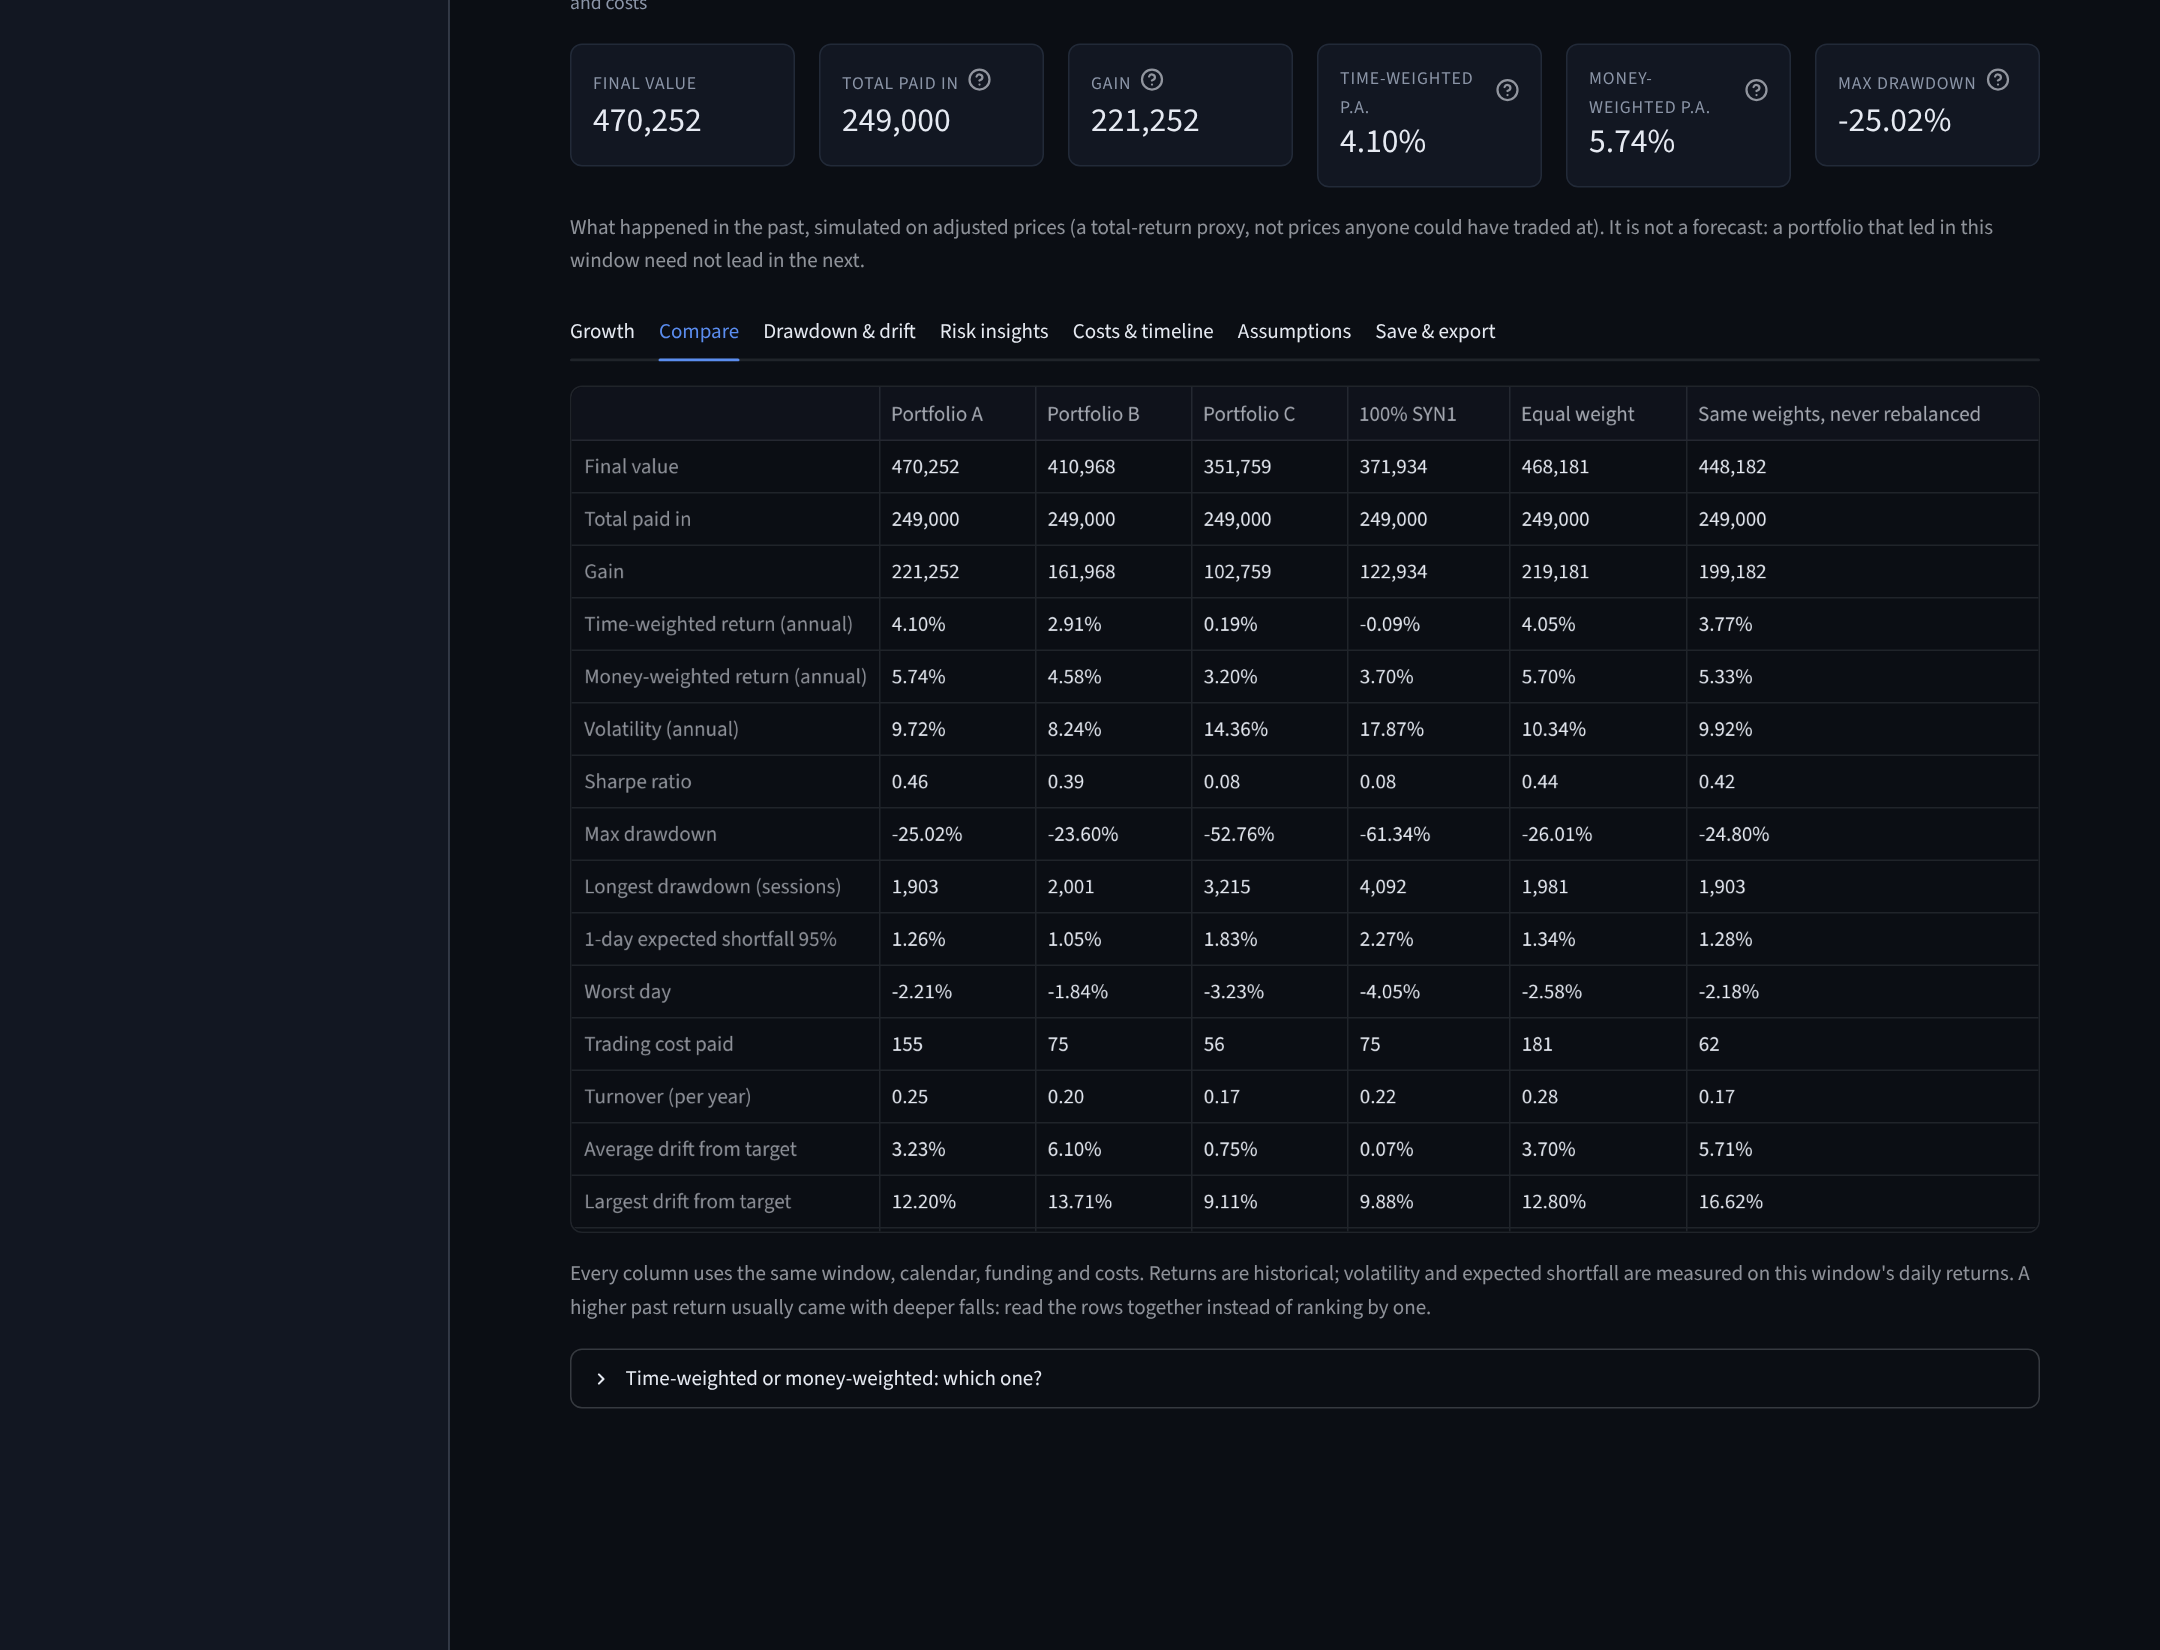 and costs
FINAL VALUE
470,252
TOTAL PAID IN
249,000
GAIN
221,252
TIME-WEIGHTED
P.A.
4.10%
MONEY-
WEIGHTED P.A.
5.74%
MAX DRAWDOWN
-25.02%
What happened in the past, simulated on adjusted prices (a total-return proxy, not prices anyone could have traded at). It is not a forecast: a portfolio that led in this
window need not lead in the next.
Growth Compare Drawdown & drift Risk insights Costs & timeline Assumptions Save & export
Portfolio A Portfolio B Portfolio C 100% SYN1 Equal weight Same weights, never rebalanced
Final value 470,252 410,968 351,759 371,934 468,181 448,182
Total paid in 249,000 249,000 249,000 249,000 249,000 249,000
Gain 221,252 161,968 102,759 122,934 219,181 199,182
Time-weighted return (annual) 4.10% 2.91% 0.19% -0.09% 4.05% 3.77%
Money-weighted return (annual) 5.74% 4.58% 3.20% 3.70% 5.70% 5.33%
Volatility (annual) 9.72% 8.24% 14.36% 17.87% 10.34% 9.92%
Sharpe ratio 0.46 0.39 0.08 0.08 0.44 0.42
Max drawdown -25.02% -23.60% -52.76% -61.34% -26.01% -24.80%
Longest drawdown (sessions) 1,903 2,001 3,215 4,092 1,981 1,903
1-day expected shortfall 95% 1.26% 1.05% 1.83% 2.27% 1.34% 1.28%
Worst day -2.21% -1.84% -3.23% -4.05% -2.58% -2.18%
Trading cost paid 155 75 56 75 181 62
Turnover (per year) 0.25 0.20 0.17 0.22 0.28 0.17
Average drift from target 3.23% 6.10% 0.75% 0.07% 3.70% 5.71%
Largest drift from target 12.20% 13.71% 9.11% 9.88% 12.80% 16.62%
Every column uses the same window, calendar, funding and costs. Returns are historical; volatility and expected shortfall are measured on this window's daily returns. A
higher past return usually came with deeper falls: read the rows together instead of ranking by one.
Time-weighted or money-weighted: which one?